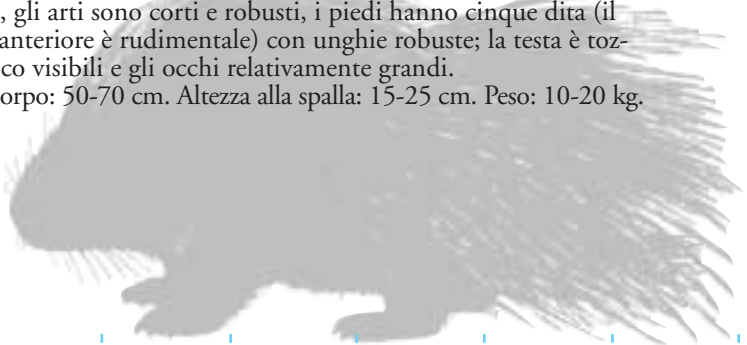 , gli arti sono corti e robusti, i piedi hanno cinque dita (il
anteriore è rudimentale) con unghie robuste; la testa è toz-
co visibili e gli occhi relativamente grandi.
orpo: 50-70 cm. Altezza alla spalla: 15-25 cm. Peso: 10-20 kg.